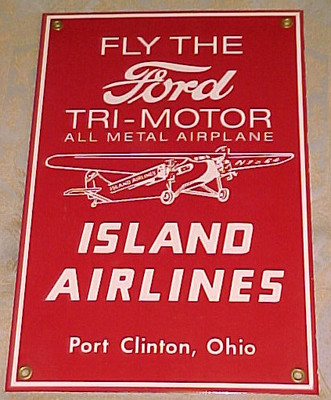 FLY THE
Ford
TRI-MOTOR
ALL METAL AIRPLANE
ISLAND AIRLINES
ISLAND
AIRLINES
Port Clinton, Ohio